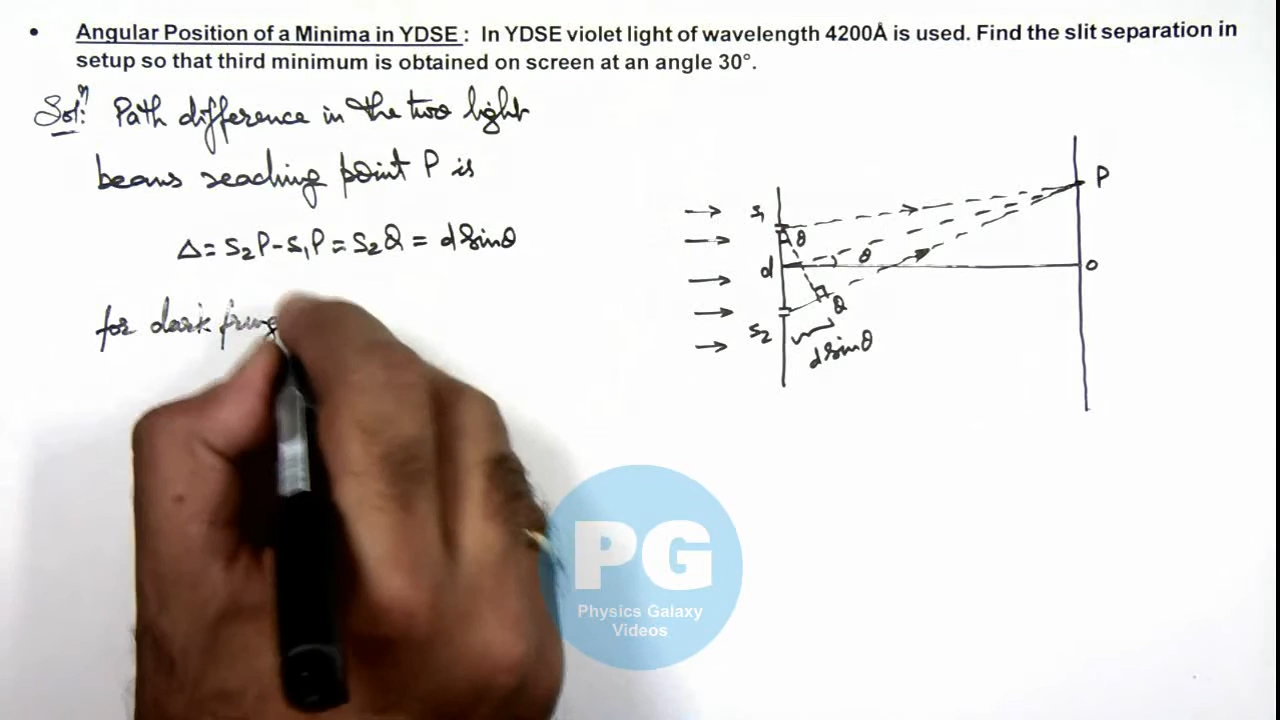 • Angular Position of a Minima in YDSE : In YDSE violet light of wavelength 4200Å is used. Find the slit separation in
setup so that third minimum is obtained on screen at an angle 30°.
Solⁿ: Path difference in the two light
beams reaching point P is
Δ = S₂P - S₁P = S₂Q = d sinθ
for dark fring
S₁
θ
P
d
θ
O
S₂
Q
d sinθ
PG
Physics Galaxy
Videos